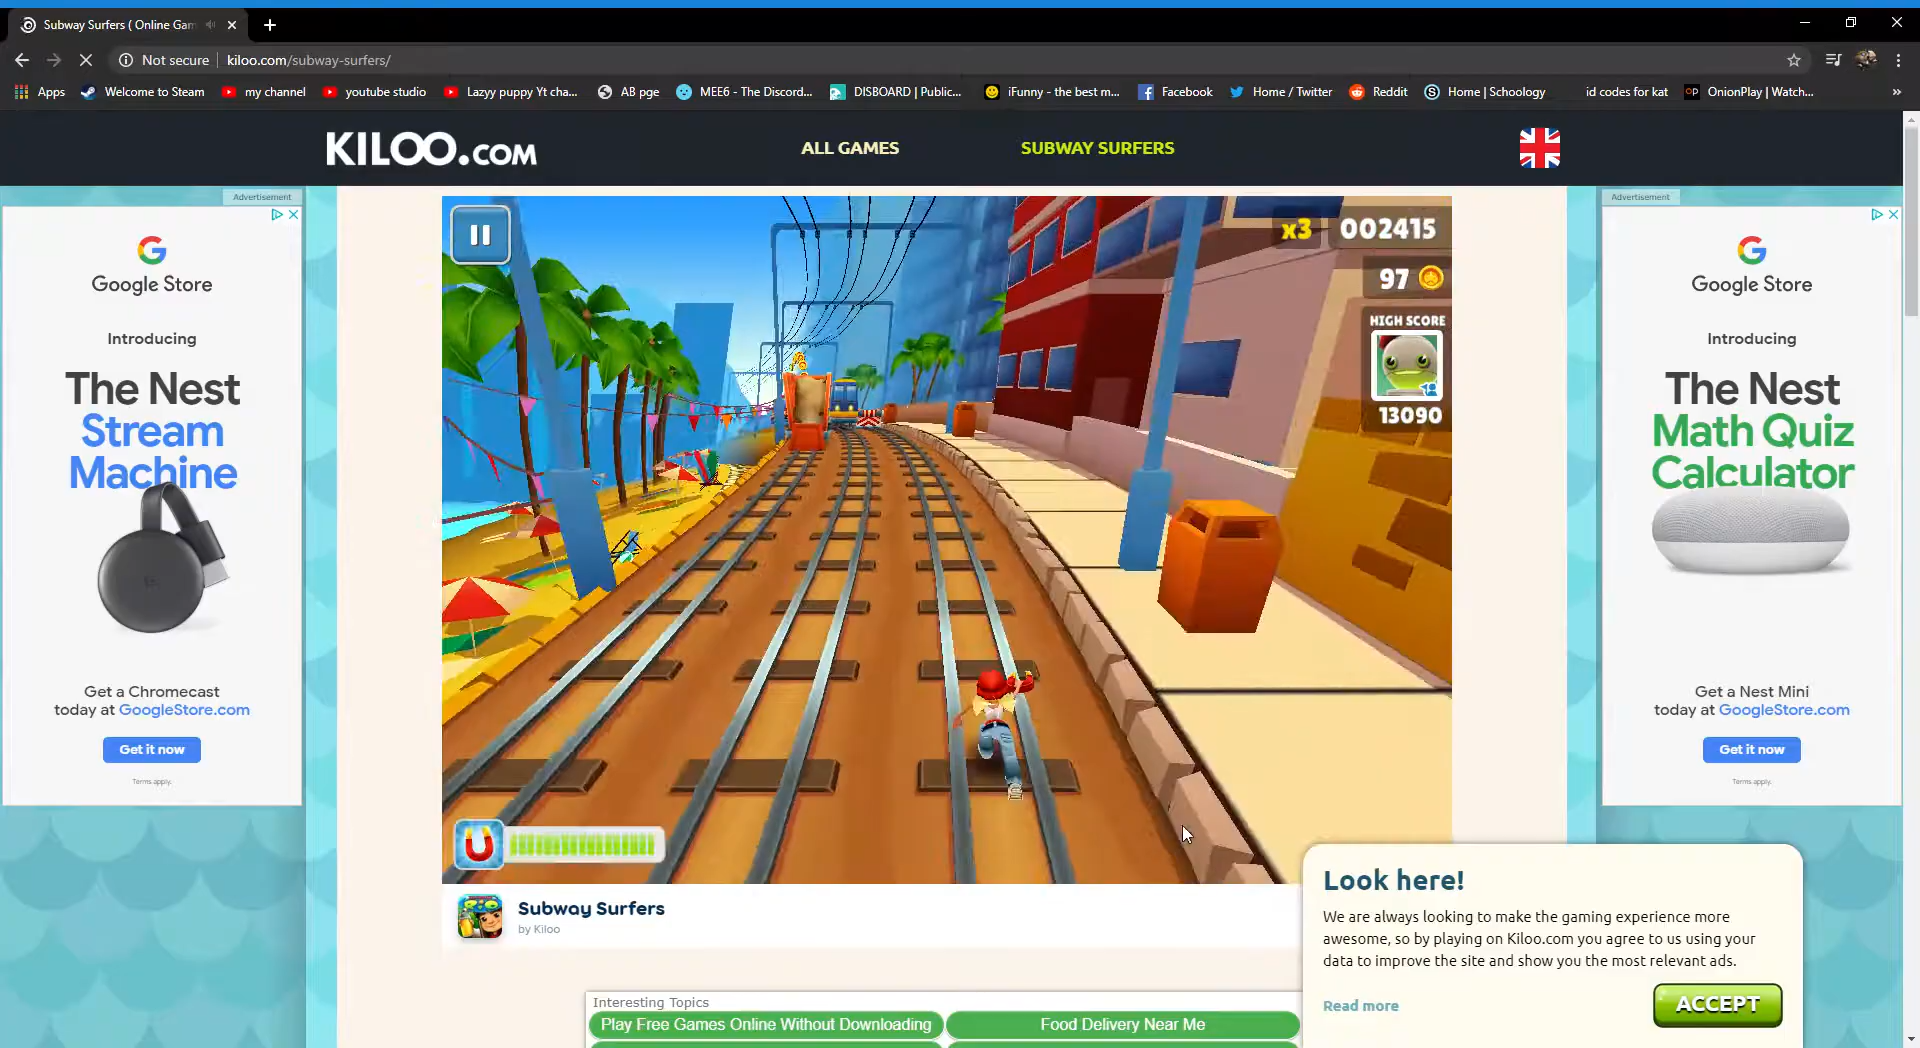 Subway Surfers ( Online Gam
Not secure
kiloo.com/subway-surfers/
Apps
Welcome to Steam
my channel
youtube studio
Lazyy puppy Yt cha...
AB pge
MEE6 - The Discord...
DISBOARD | Public...
iFunny - the best m...
Facebook
Home / Twitter
Reddit
Home | Schoology
id codes for kat
OP
OnionPlay | Watch...
»
KILOO.COM
ALL GAMES
SUBWAY SURFERS
Advertisement
Google Store
Introducing
The Nest
Stream
Machine
Get a Chromecast
today at GoogleStore.com
Get it now
Terms apply.
x3 002415
97
HIGH SCORE
13090
Advertisement
Google Store
Introducing
The Nest
Math Quiz
Calculator
Get a Nest Mini
today at GoogleStore.com
Get it now
Terms apply.
Subway Surfers
by Kiloo
Interesting Topics
Play Free Games Online Without Downloading
Food Delivery Near Me
Look here!
We are always looking to make the gaming experience more
awesome, so by playing on Kiloo.com you agree to us using your
data to improve the site and show you the most relevant ads.
Read more
ACCEPT